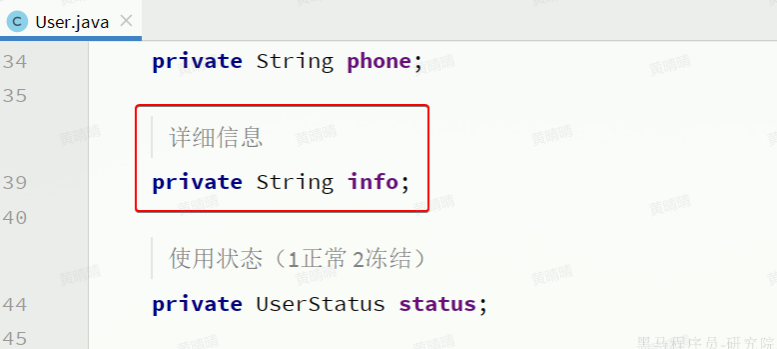 User.java
34 private String phone;
35
详细信息
39 private String info;
40
使用状态（1正常 2冻结）
44 private UserStatus status;
45
黑马程序员-研究院